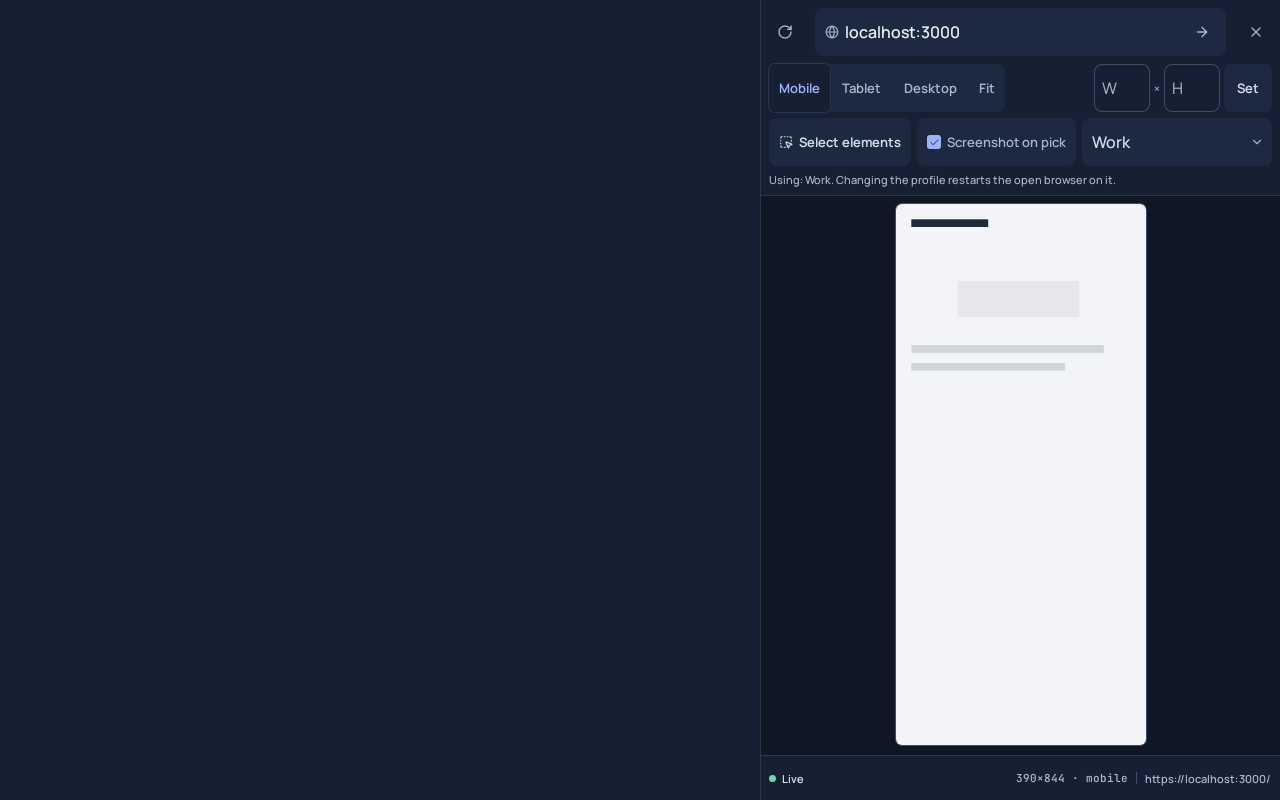 localhost:3000
Mobile Tablet Desktop Fit W × H Set
Select elements Screenshot on pick Work
Using: Work. Changing the profile restarts the open browser on it.
Live 390×844 · mobile https://localhost:3000/